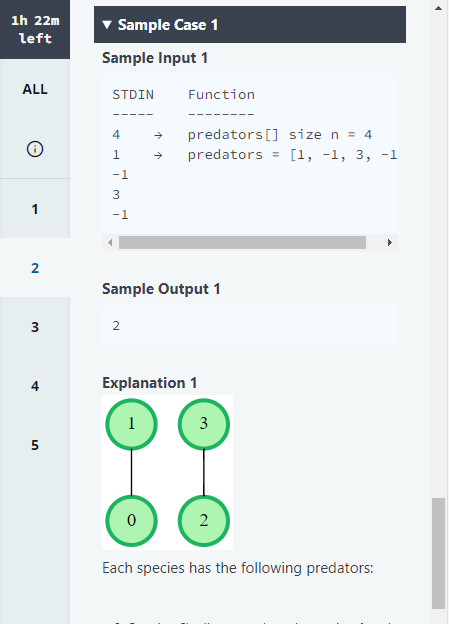 1h 22m
left
ALL
1
2
3
4
5
▼ Sample Case 1
Sample Input 1
STDIN Function
----- --------
4 → predators[] size n = 4
1 → predators = [1, -1, 3, -1
-1
3
-1
Sample Output 1
2
Explanation 1
1 3
0 2
Each species has the following predators: